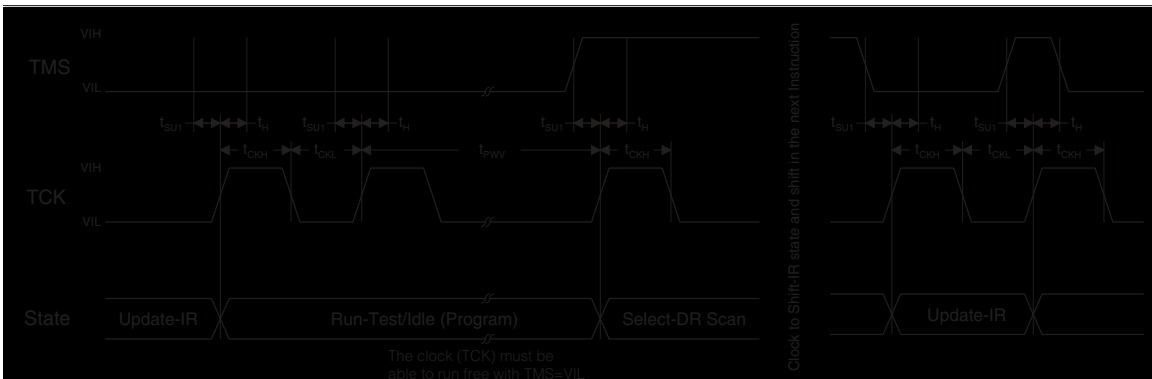 VIH
TMS
VIL
tSU1 tH tSU1 tH tSU1 tH tSU1 tH tSU1 tH
tCKH tCKL tPWV tCKH tCKH tCKL tCKH
VIH
TCK
VIL
State Update-IR Run-Test/Idle (Program) Select-DR Scan Update-IR
Clock to Shift-IR state and shift in the next Instruction
The clock (TCK) must be
able to run free with TMS=VIL